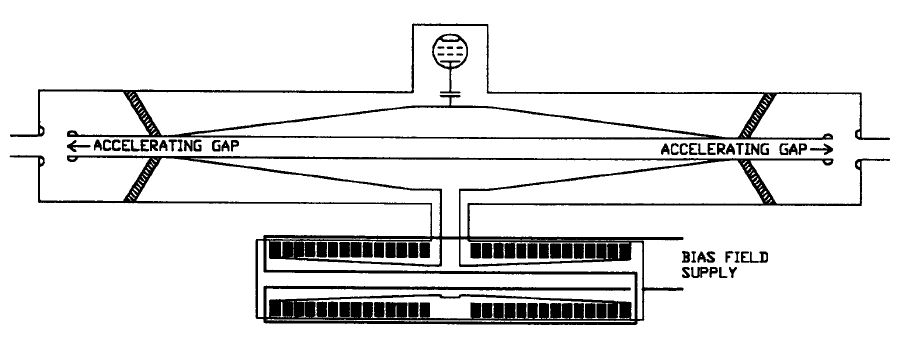 ACCELERATING GAP
ACCELERATING GAP
BIAS FIELD
SUPPLY